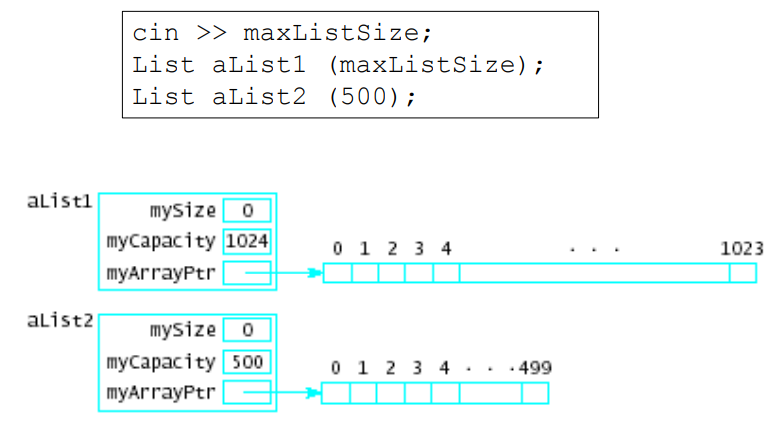 cin >> maxListSize;
List aList1 (maxListSize);
List aList2 (500);
aList1
mySize 0
myCapacity 1024
0 1 2 3 4 . . . 1023
myArrayPtr
aList2
mySize 0
myCapacity 500
0 1 2 3 4 . . .499
myArrayPtr